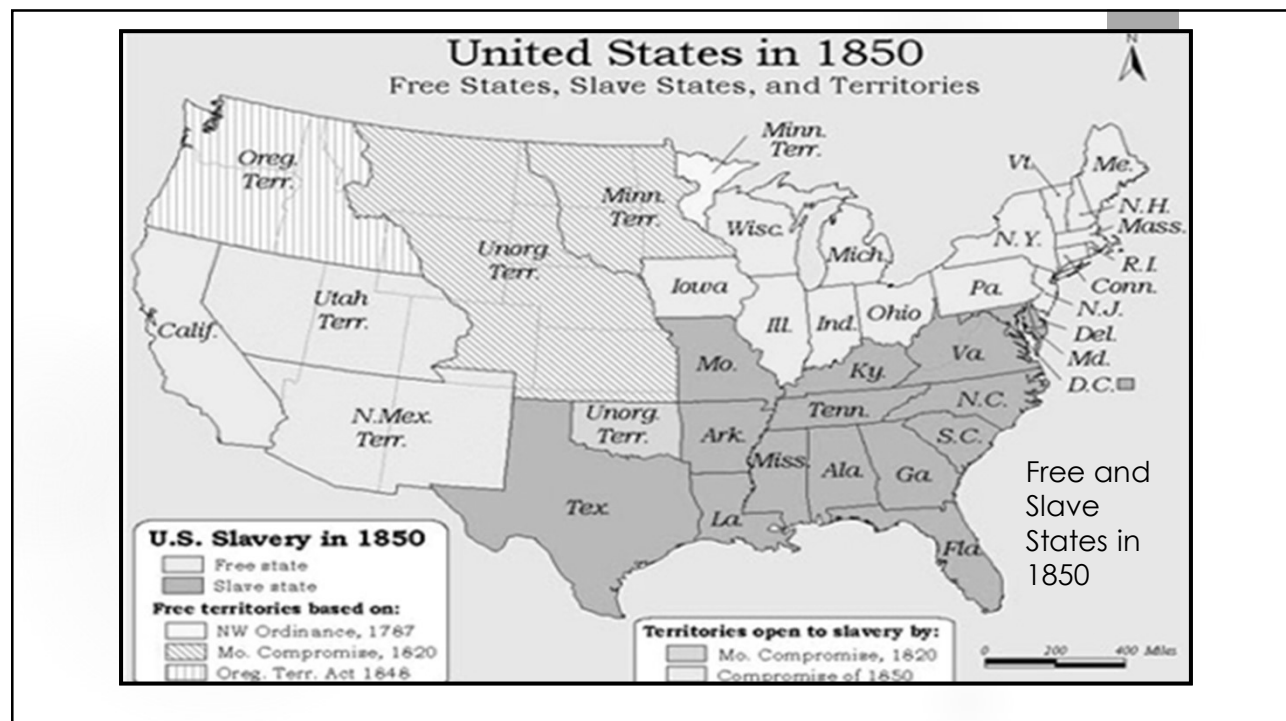 United States in 1850
Free States, Slave States, and Territories
N
Oreg.
Terr.
Minn.
Terr.
Minn.
Terr.
Unorg.
Terr.
Wisc.
Mich.
Vt.
Me.
N.H.
Mass.
N.Y.
R.I.
Conn.
Iowa
Pa.
N.J.
Ill.
Ind.
Ohio
Del.
Md.
D.C.
Utah
Terr.
Calif.
Mo.
Ky.
Va.
N.C.
Tenn.
N.Mex.
Terr.
Unorg.
Terr.
Ark.
S.C.
Miss.
Ala.
Ga.
Tex.
La.
Fla.
Free and
Slave
States in
1850
U.S. Slavery in 1850
Free state
Slave state
Free territories based on:
NW Ordinance, 1787
Mo. Compromise, 1820
Oreg. Terr. Act 1848
Territories open to slavery by:
Mo. Compromise, 1820
Compromise of 1850
0 200 400 Miles